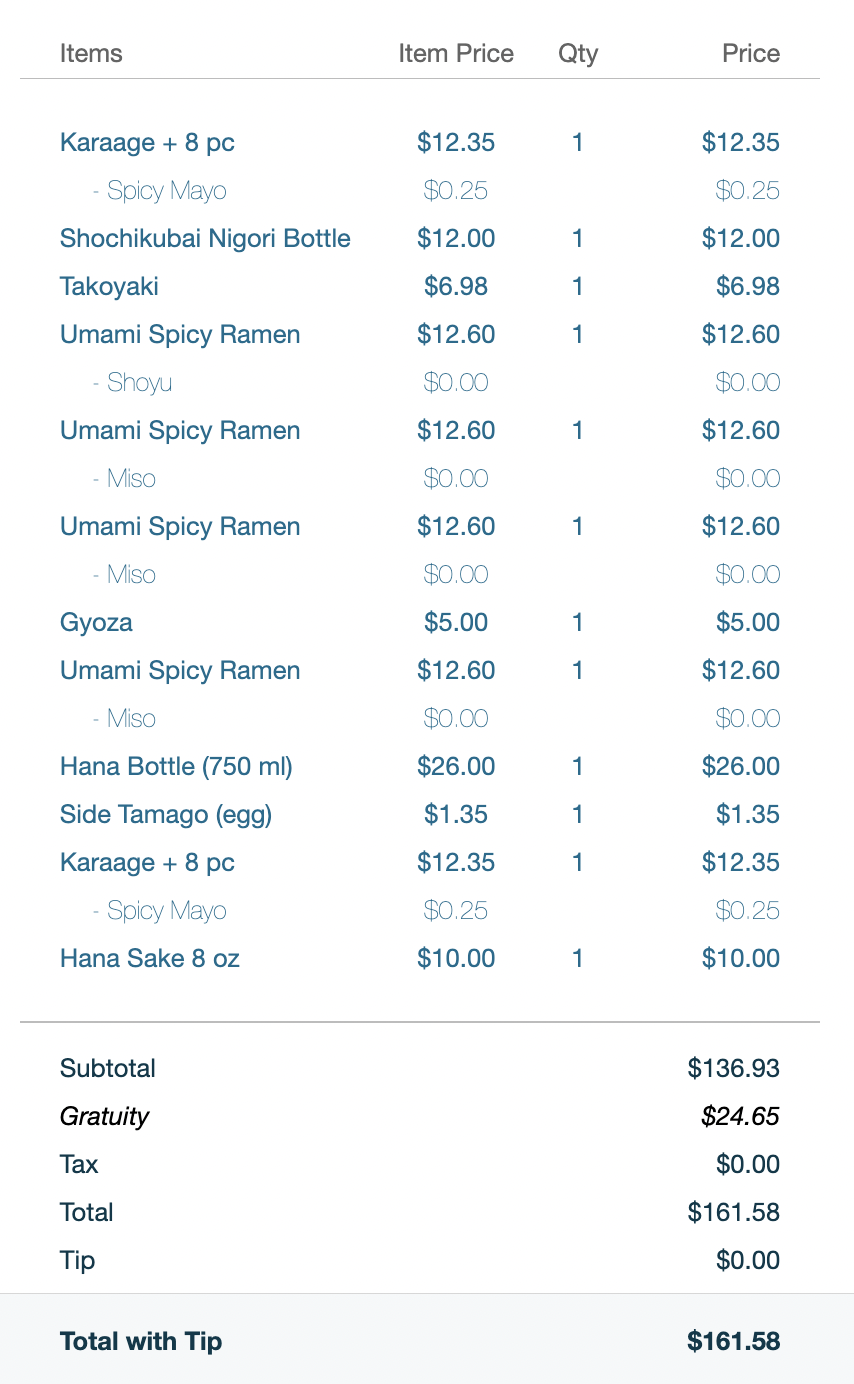 Items Item Price Qty Price
Karaage + 8 pc $12.35 1 $12.35
- Spicy Mayo $0.25 $0.25
Shochikubai Nigori Bottle $12.00 1 $12.00
Takoyaki $6.98 1 $6.98
Umami Spicy Ramen $12.60 1 $12.60
- Shoyu $0.00 $0.00
Umami Spicy Ramen $12.60 1 $12.60
- Miso $0.00 $0.00
Umami Spicy Ramen $12.60 1 $12.60
- Miso $0.00 $0.00
Gyoza $5.00 1 $5.00
Umami Spicy Ramen $12.60 1 $12.60
- Miso $0.00 $0.00
Hana Bottle (750 ml) $26.00 1 $26.00
Side Tamago (egg) $1.35 1 $1.35
Karaage + 8 pc $12.35 1 $12.35
- Spicy Mayo $0.25 $0.25
Hana Sake 8 oz $10.00 1 $10.00
Subtotal $136.93
Gratuity $24.65
Tax $0.00
Total $161.58
Tip $0.00
Total with Tip $161.58